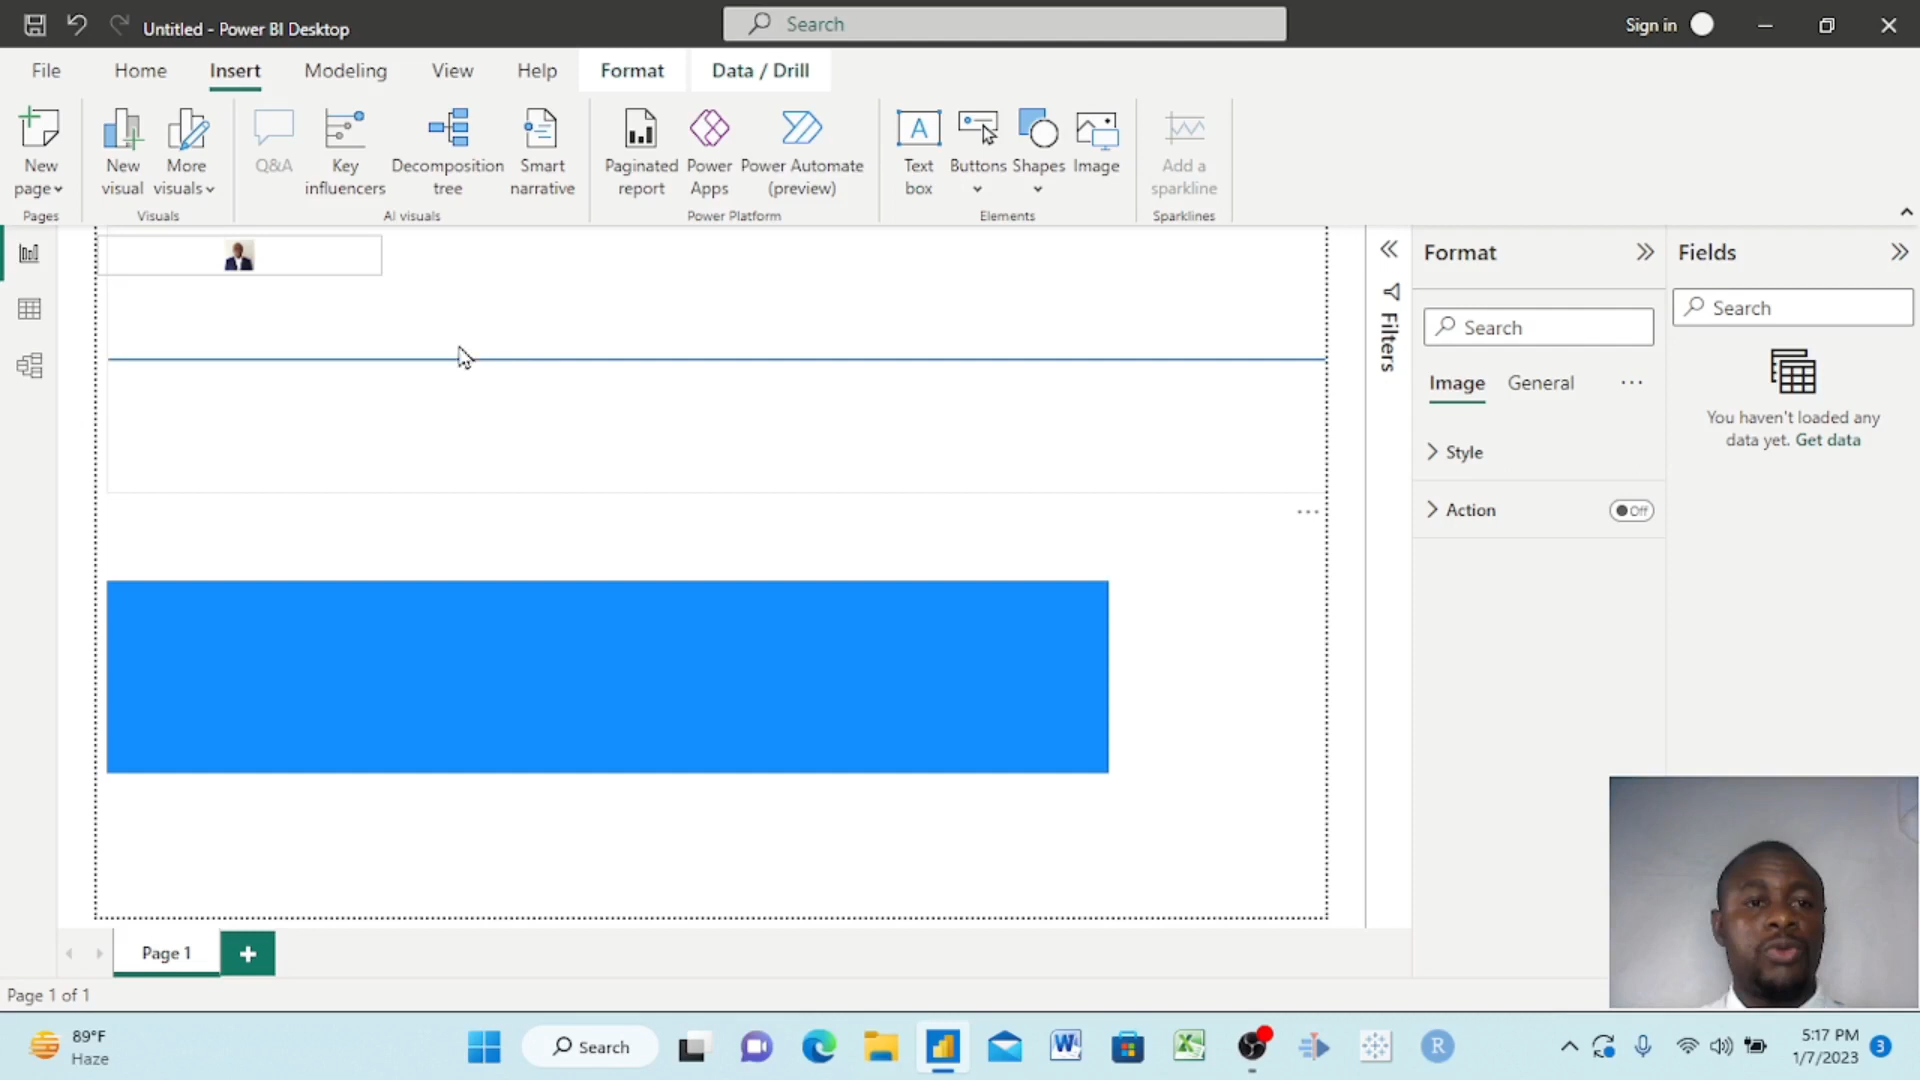 Untitled - Power BI Desktop
Search
Sign in
File Home Insert Modeling View Help Format Data / Drill
New page
New visual
More visuals
Q&A
Key influencers
Decomposition tree
Smart narrative
Paginated report
Power Apps
Power Automate (preview)
Text box
Buttons
Shapes
Image
Add a sparkline
Pages
Visuals
AI visuals
Power Platform
Elements
Sparklines
Filters
Format
Search
Image General
Style
Action
Off
Fields
Search
You haven't loaded any
data yet. Get data
Page 1
Page 1 of 1
89°F
Haze
Search
W
R
5:17 PM
1/7/2023
3